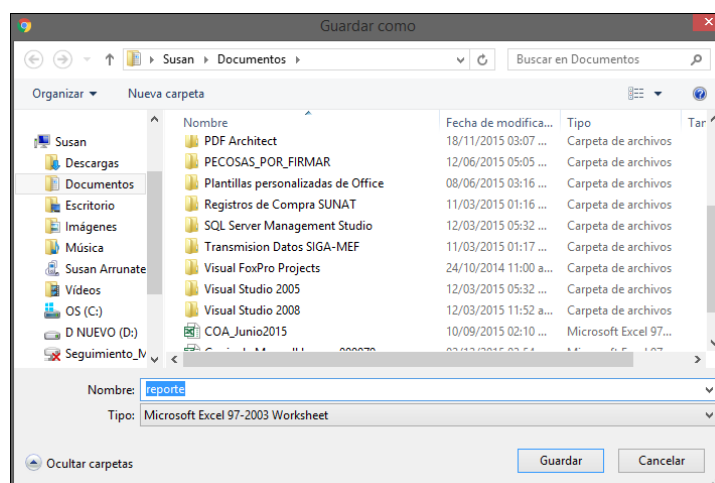 Guardar como
Susan Documentos
Buscar en Documentos
Organizar Nueva carpeta
Nombre Fecha de modifica... Tipo Tar
Susan
Descargas
Documentos
Escritorio
Imágenes
Música
Susan Arrunate
Vídeos
OS (C:)
D NUEVO (D:)
Seguimiento_M
PDF Architect 18/11/2015 03:07 ... Carpeta de archivos
PECOSAS_POR_FIRMAR 12/06/2015 05:05 ... Carpeta de archivos
Plantillas personalizadas de Office 08/06/2015 03:16 ... Carpeta de archivos
Registros de Compra SUNAT 11/03/2015 01:16 ... Carpeta de archivos
SQL Server Management Studio 12/03/2015 05:32 ... Carpeta de archivos
Transmision Datos SIGA-MEF 11/03/2015 01:17 ... Carpeta de archivos
Visual FoxPro Projects 24/10/2014 11:00 a... Carpeta de archivos
Visual Studio 2005 12/03/2015 05:32 ... Carpeta de archivos
Visual Studio 2008 12/03/2015 11:52 a... Carpeta de archivos
COA_Junio2015 10/09/2015 02:10 ... Microsoft Excel 97...
Nombre: reporte
Tipo: Microsoft Excel 97-2003 Worksheet
Ocultar carpetas
Guardar Cancelar